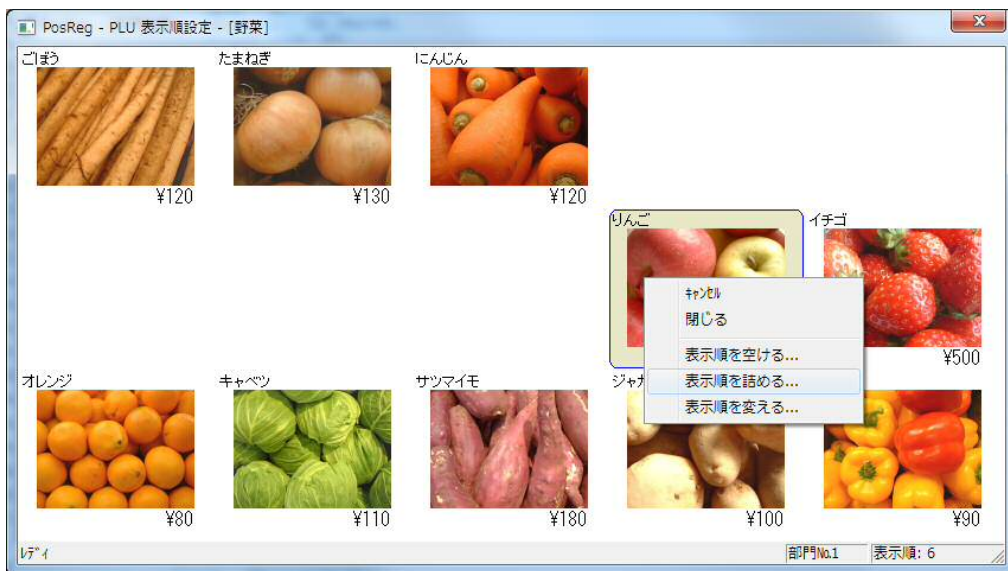 PosReg - PLU 表示順設定 - [野菜]
ごぼう
たまねぎ
にんじん
¥120
¥130
¥120
りんご
イチゴ
ｷｬﾝｾﾙ
閉じる
表示順を空ける...
表示順を詰める...
表示順を変える...
¥500
オレンジ
キャベツ
サツマイモ
¥80
¥110
¥180
¥100
¥90
ﾚﾃﾞｨ
部門No.1
表示順: 6